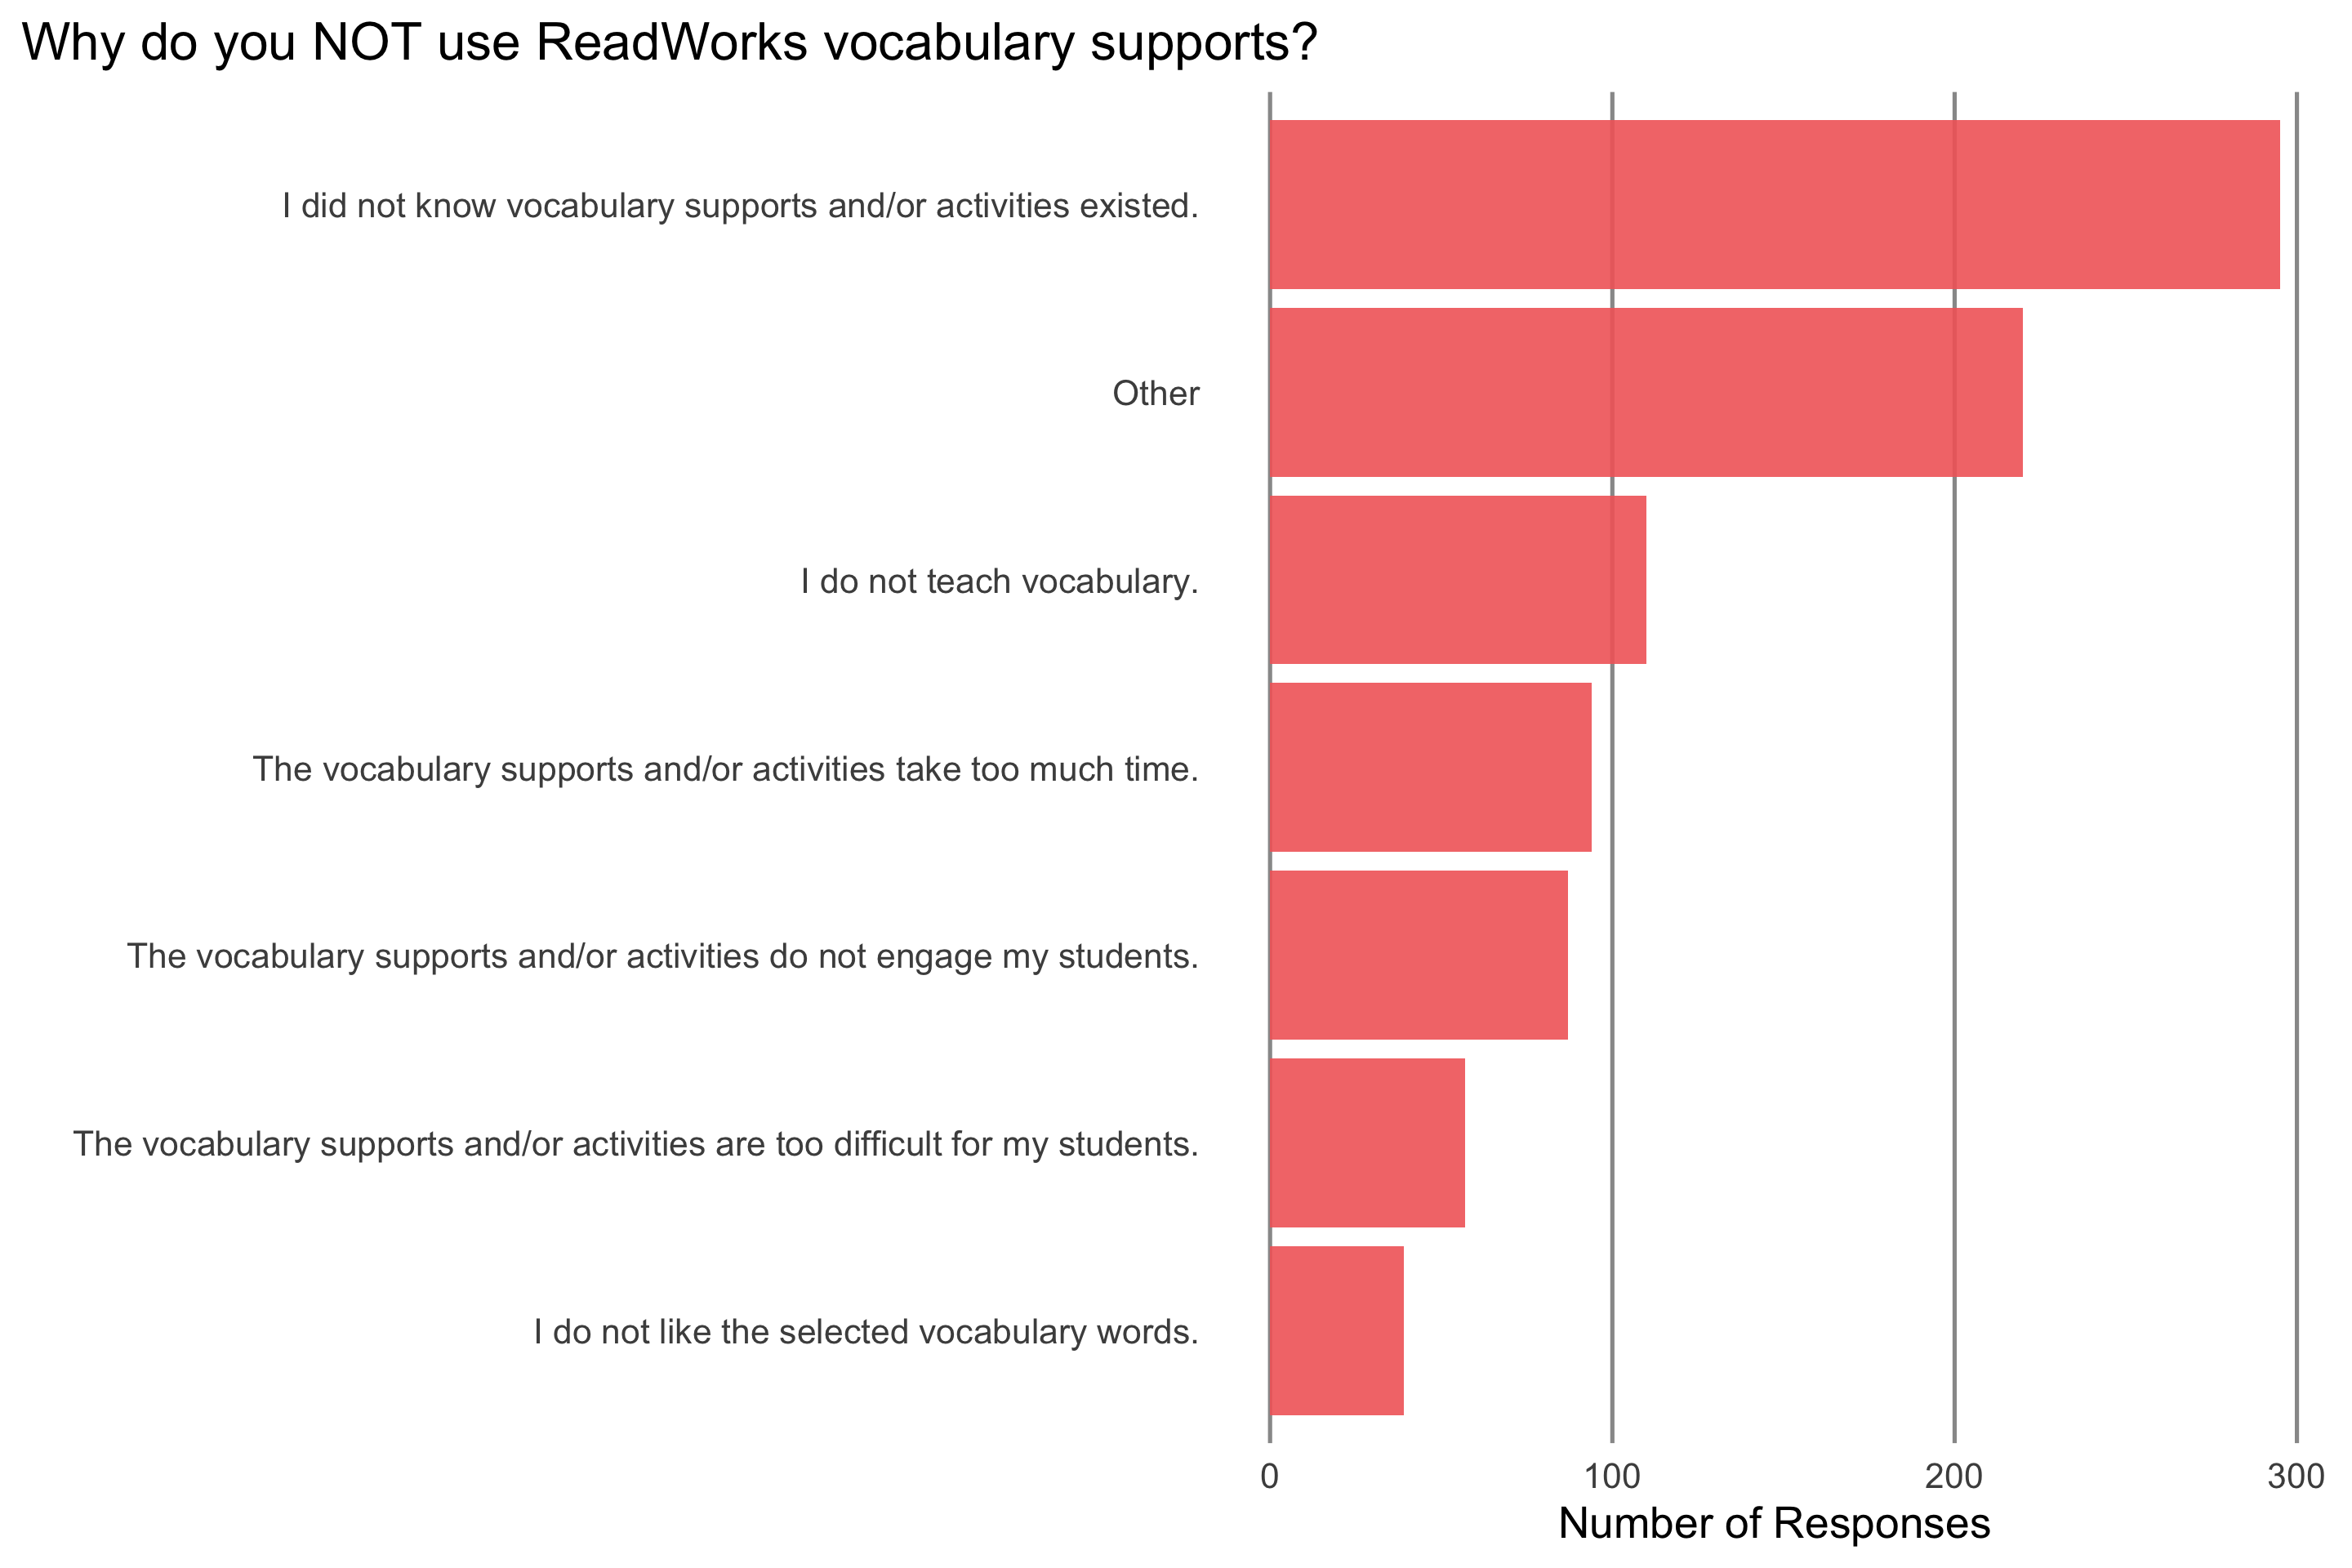 Why do you NOT use ReadWorks vocabulary supports?
I did not know vocabulary supports and/or activities existed.
Other
I do not teach vocabulary.
The vocabulary supports and/or activities take too much time.
The vocabulary supports and/or activities do not engage my students.
The vocabulary supports and/or activities are too difficult for my students.
I do not like the selected vocabulary words.
0 100 200 300
Number of Responses